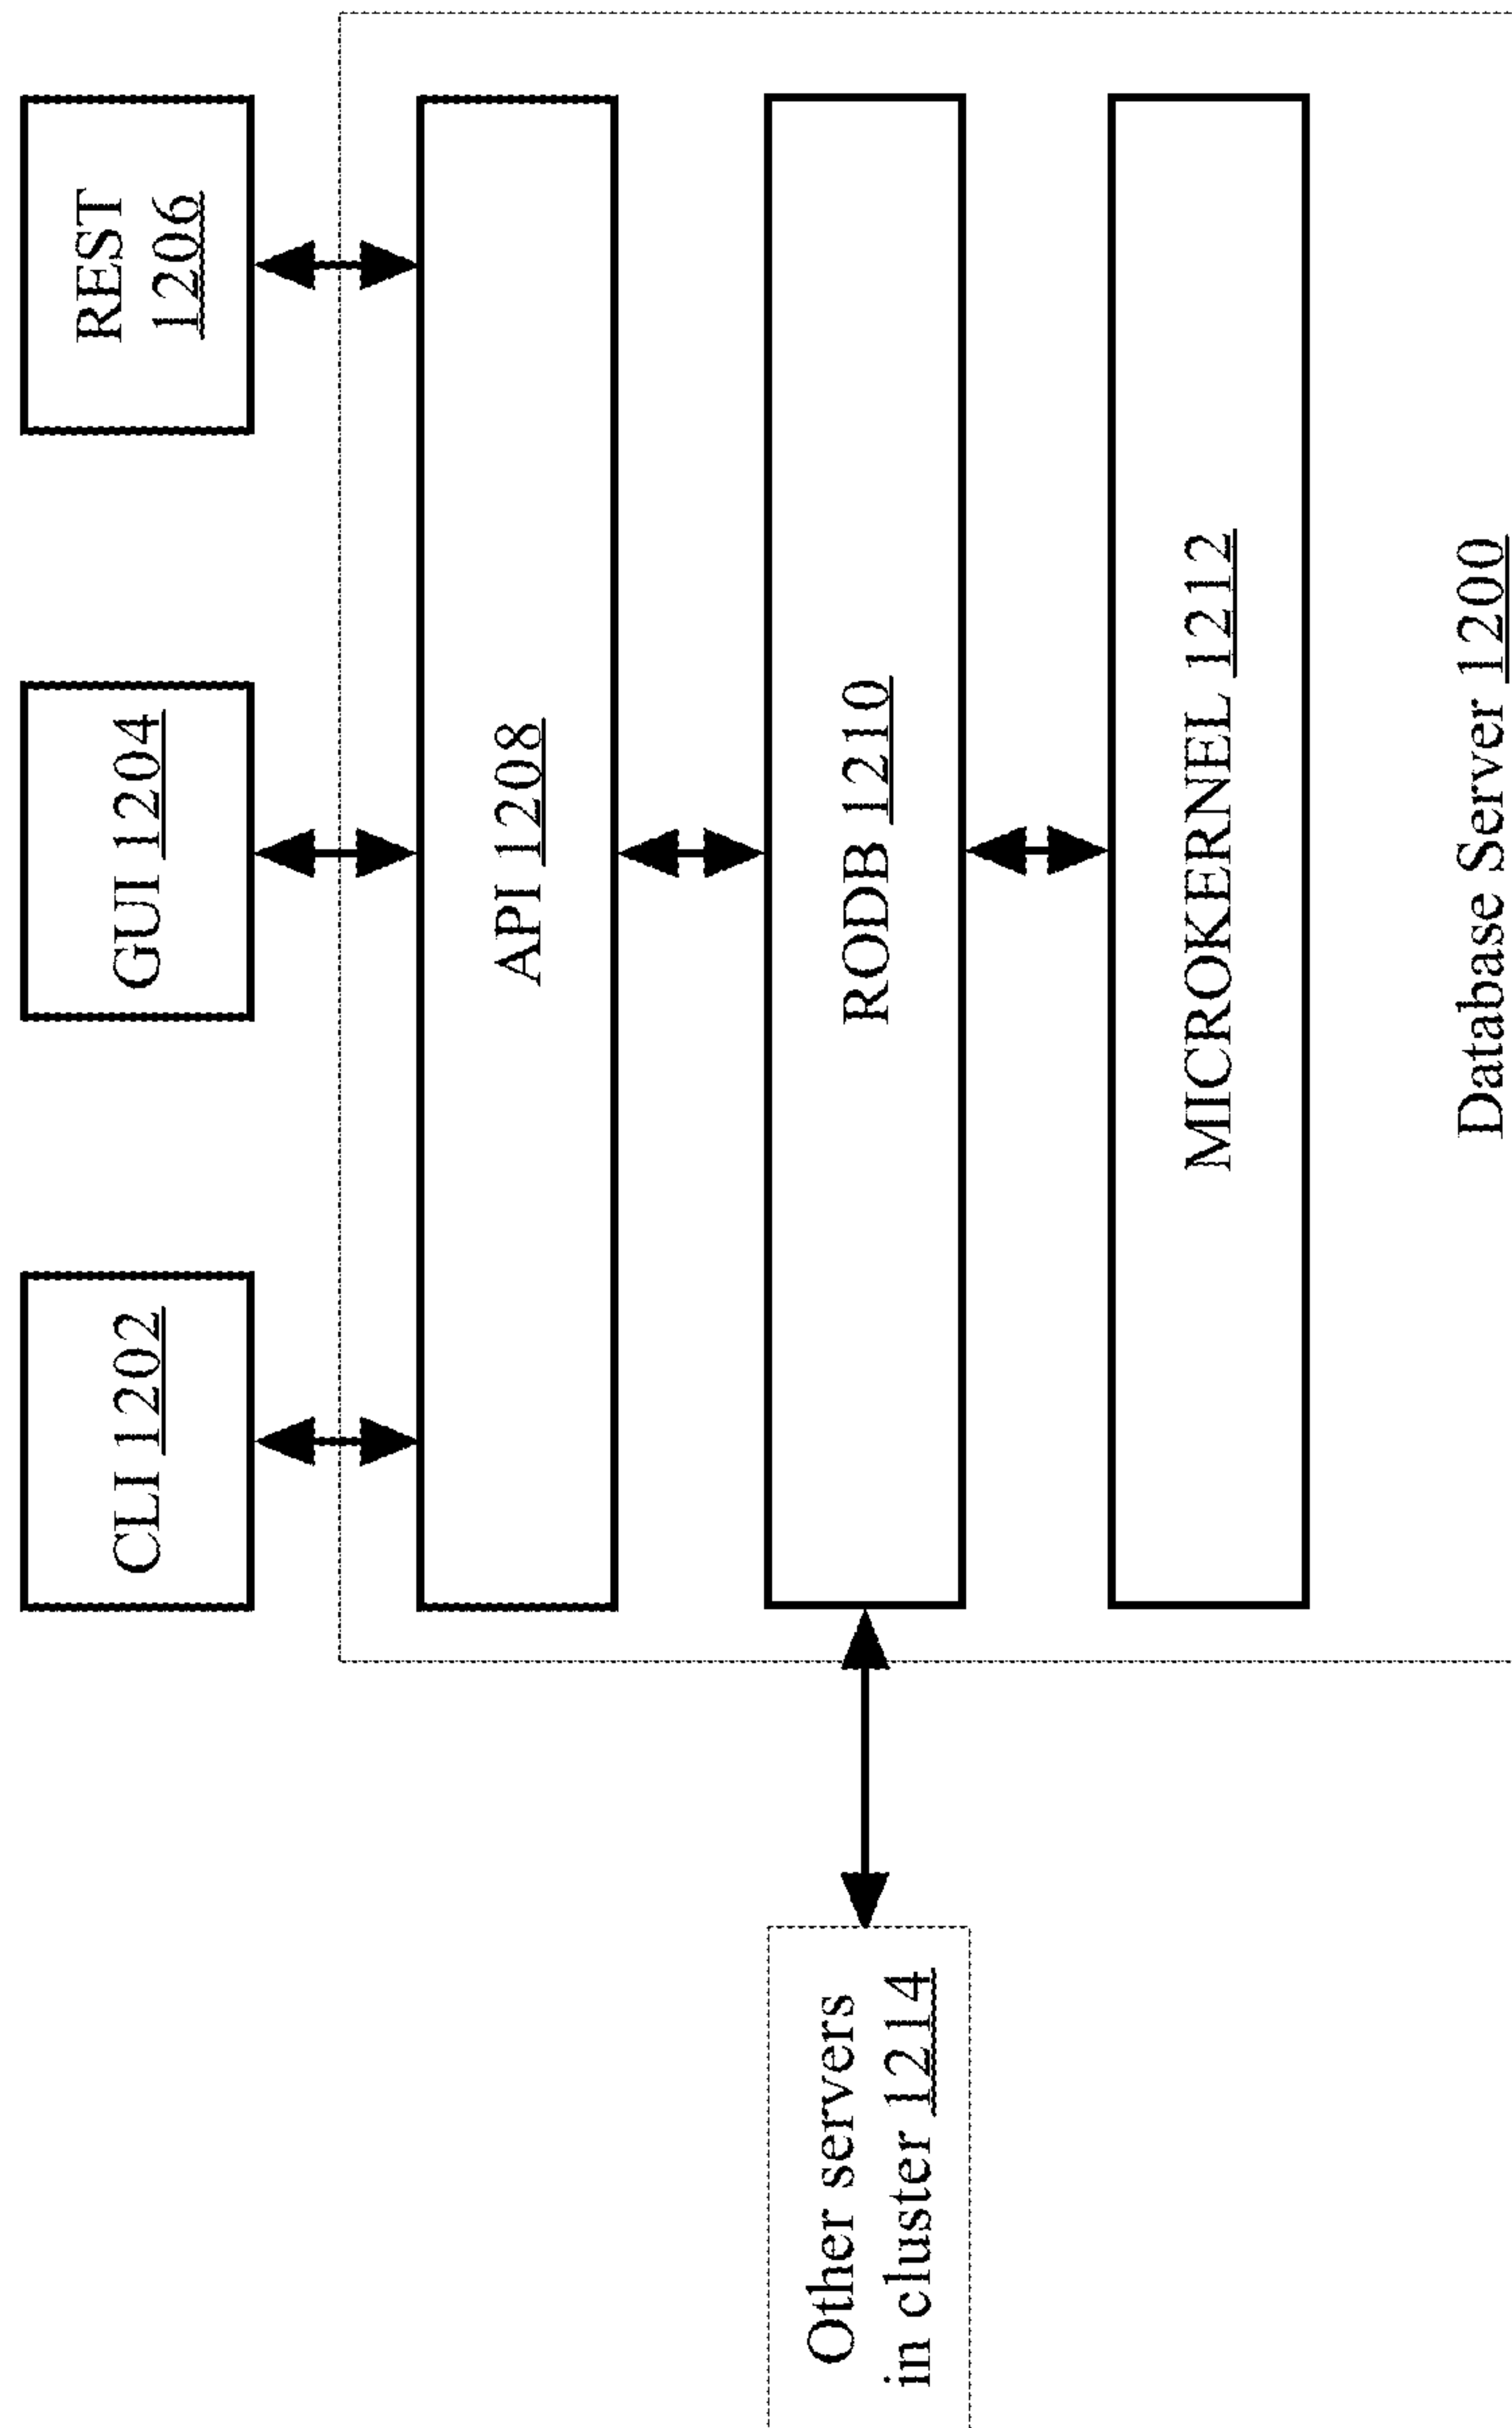 CLI 1202
GUI 1204
REST
1206
API 1208
RODB 1210
Other servers
in cluster 1214
MICROKERNEL 1212
Database Server 1200